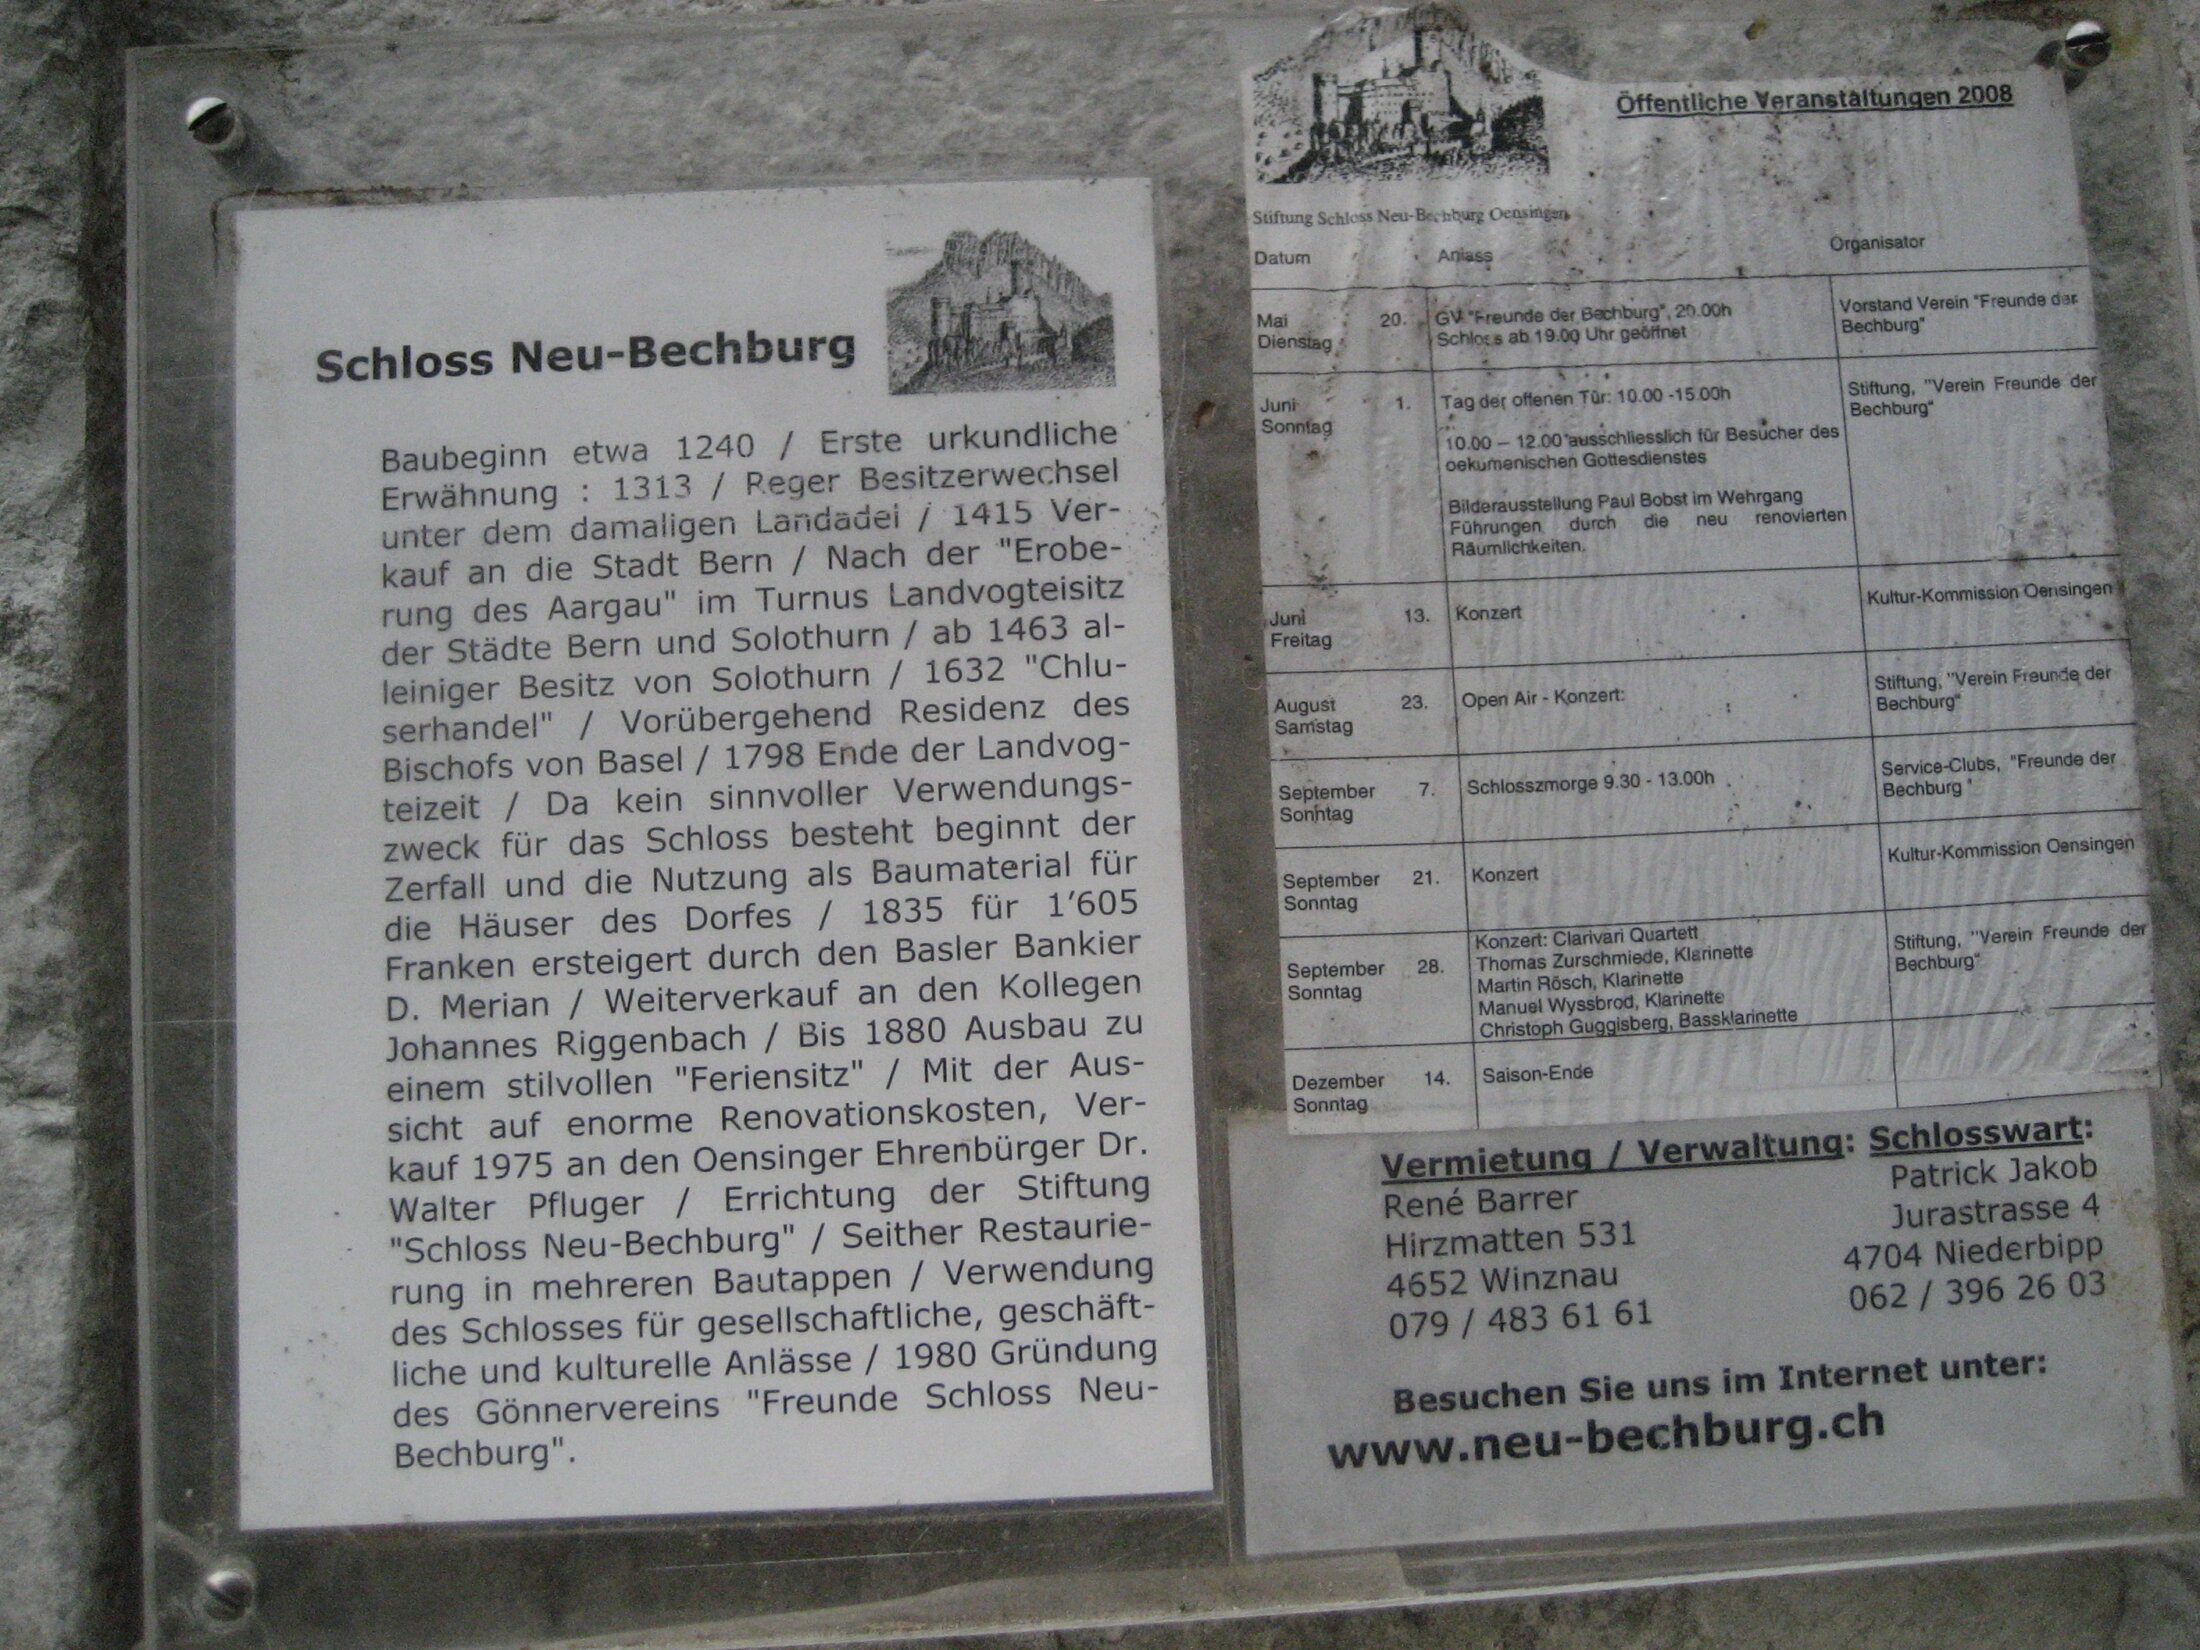 Schloss Neu-Bechburg
Baubeginn etwa 1240 / Erste urkundliche
Erwähnung : 1313 / Reger Besitzerwechsel
unter dem damaligen Landadel / 1415 Ver-
kauf an die Stadt Bern / Nach der "Erobe-
rung des Aargau" im Turnus Landvogteisitz
der Städte Bern und Solothurn / ab 1463 al-
leiniger Besitz von Solothurn / 1632 "Chlu-
serhandel" / Vorübergehend Residenz des
Bischofs von Basel / 1798 Ende der Landvog-
teizeit / Da kein sinnvoller Verwendungs-
zweck für das Schloss besteht beginnt der
Zerfall und die Nutzung als Baumaterial für
die Häuser des Dorfes / 1835 für 1'605
Franken ersteigert durch den Basler Bankier
D. Merian / Weiterverkauf an den Kollegen
Johannes Riggenbach / Bis 1880 Ausbau zu
einem stilvollen "Feriensitz" / Mit der Aus-
sicht auf enorme Renovationskosten, Ver-
kauf 1975 an den Oensinger Ehrenbürger Dr.
Walter Pfluger / Errichtung der Stiftung
"Schloss Neu-Bechburg" / Seither Restaurie-
rung in mehreren Bautappen / Verwendung
des Schlosses für gesellschaftliche, geschäft-
liche und kulturelle Anlässe / 1980 Gründung
des Gönnervereins "Freunde Schloss Neu-
Bechburg".
Öffentliche Veranstaltungen 2008
Stiftung Schloss Neu-Bechburg Oensingen
Datum Anlass Organisator
Mai 20. GV "Freunde der Bechburg", 20.00h Vorstand Verein "Freunde der
Dienstag Schloss ab 19.00 Uhr geöffnet Bechburg"
Juni 1. Tag der offenen Tür: 10.00 -15.00h Stiftung, "Verein Freunde der
Sonntag Bechburg"
10.00 – 12.00 ausschliesslich für Besucher des
oekumenischen Gottesdienstes
Bilderausstellung Paul Bobst im Wehrgang
Führungen durch die neu renovierten
Räumlichkeiten.
Juni 13. Konzert Kultur-Kommission Oensingen
Freitag
August 23. Open Air - Konzert: Stiftung, "Verein Freunde der
Samstag Bechburg"
September 7. Schlosszmorge 9.30 - 13.00h Service-Clubs, "Freunde der
Sonntag Bechburg "
September 21. Konzert Kultur-Kommission Oensingen
Sonntag
Konzert: Clarivari Quartett Stiftung, "Verein Freunde der
September 28. Thomas Zurschmiede, Klarinette Bechburg"
Sonntag Martin Rösch, Klarinette
Manuel Wyssbrod, Klarinette
Christoph Guggisberg, Bassklarinette
Dezember 14. Saison-Ende
Sonntag
Vermietung / Verwaltung: Schlosswart:
René Barrer Patrick Jakob
Hirzmatten 531 Jurastrasse 4
4652 Winznau 4704 Niederbipp
079 / 483 61 61 062 / 396 26 03
Besuchen Sie uns im Internet unter:
www.neu-bechburg.ch